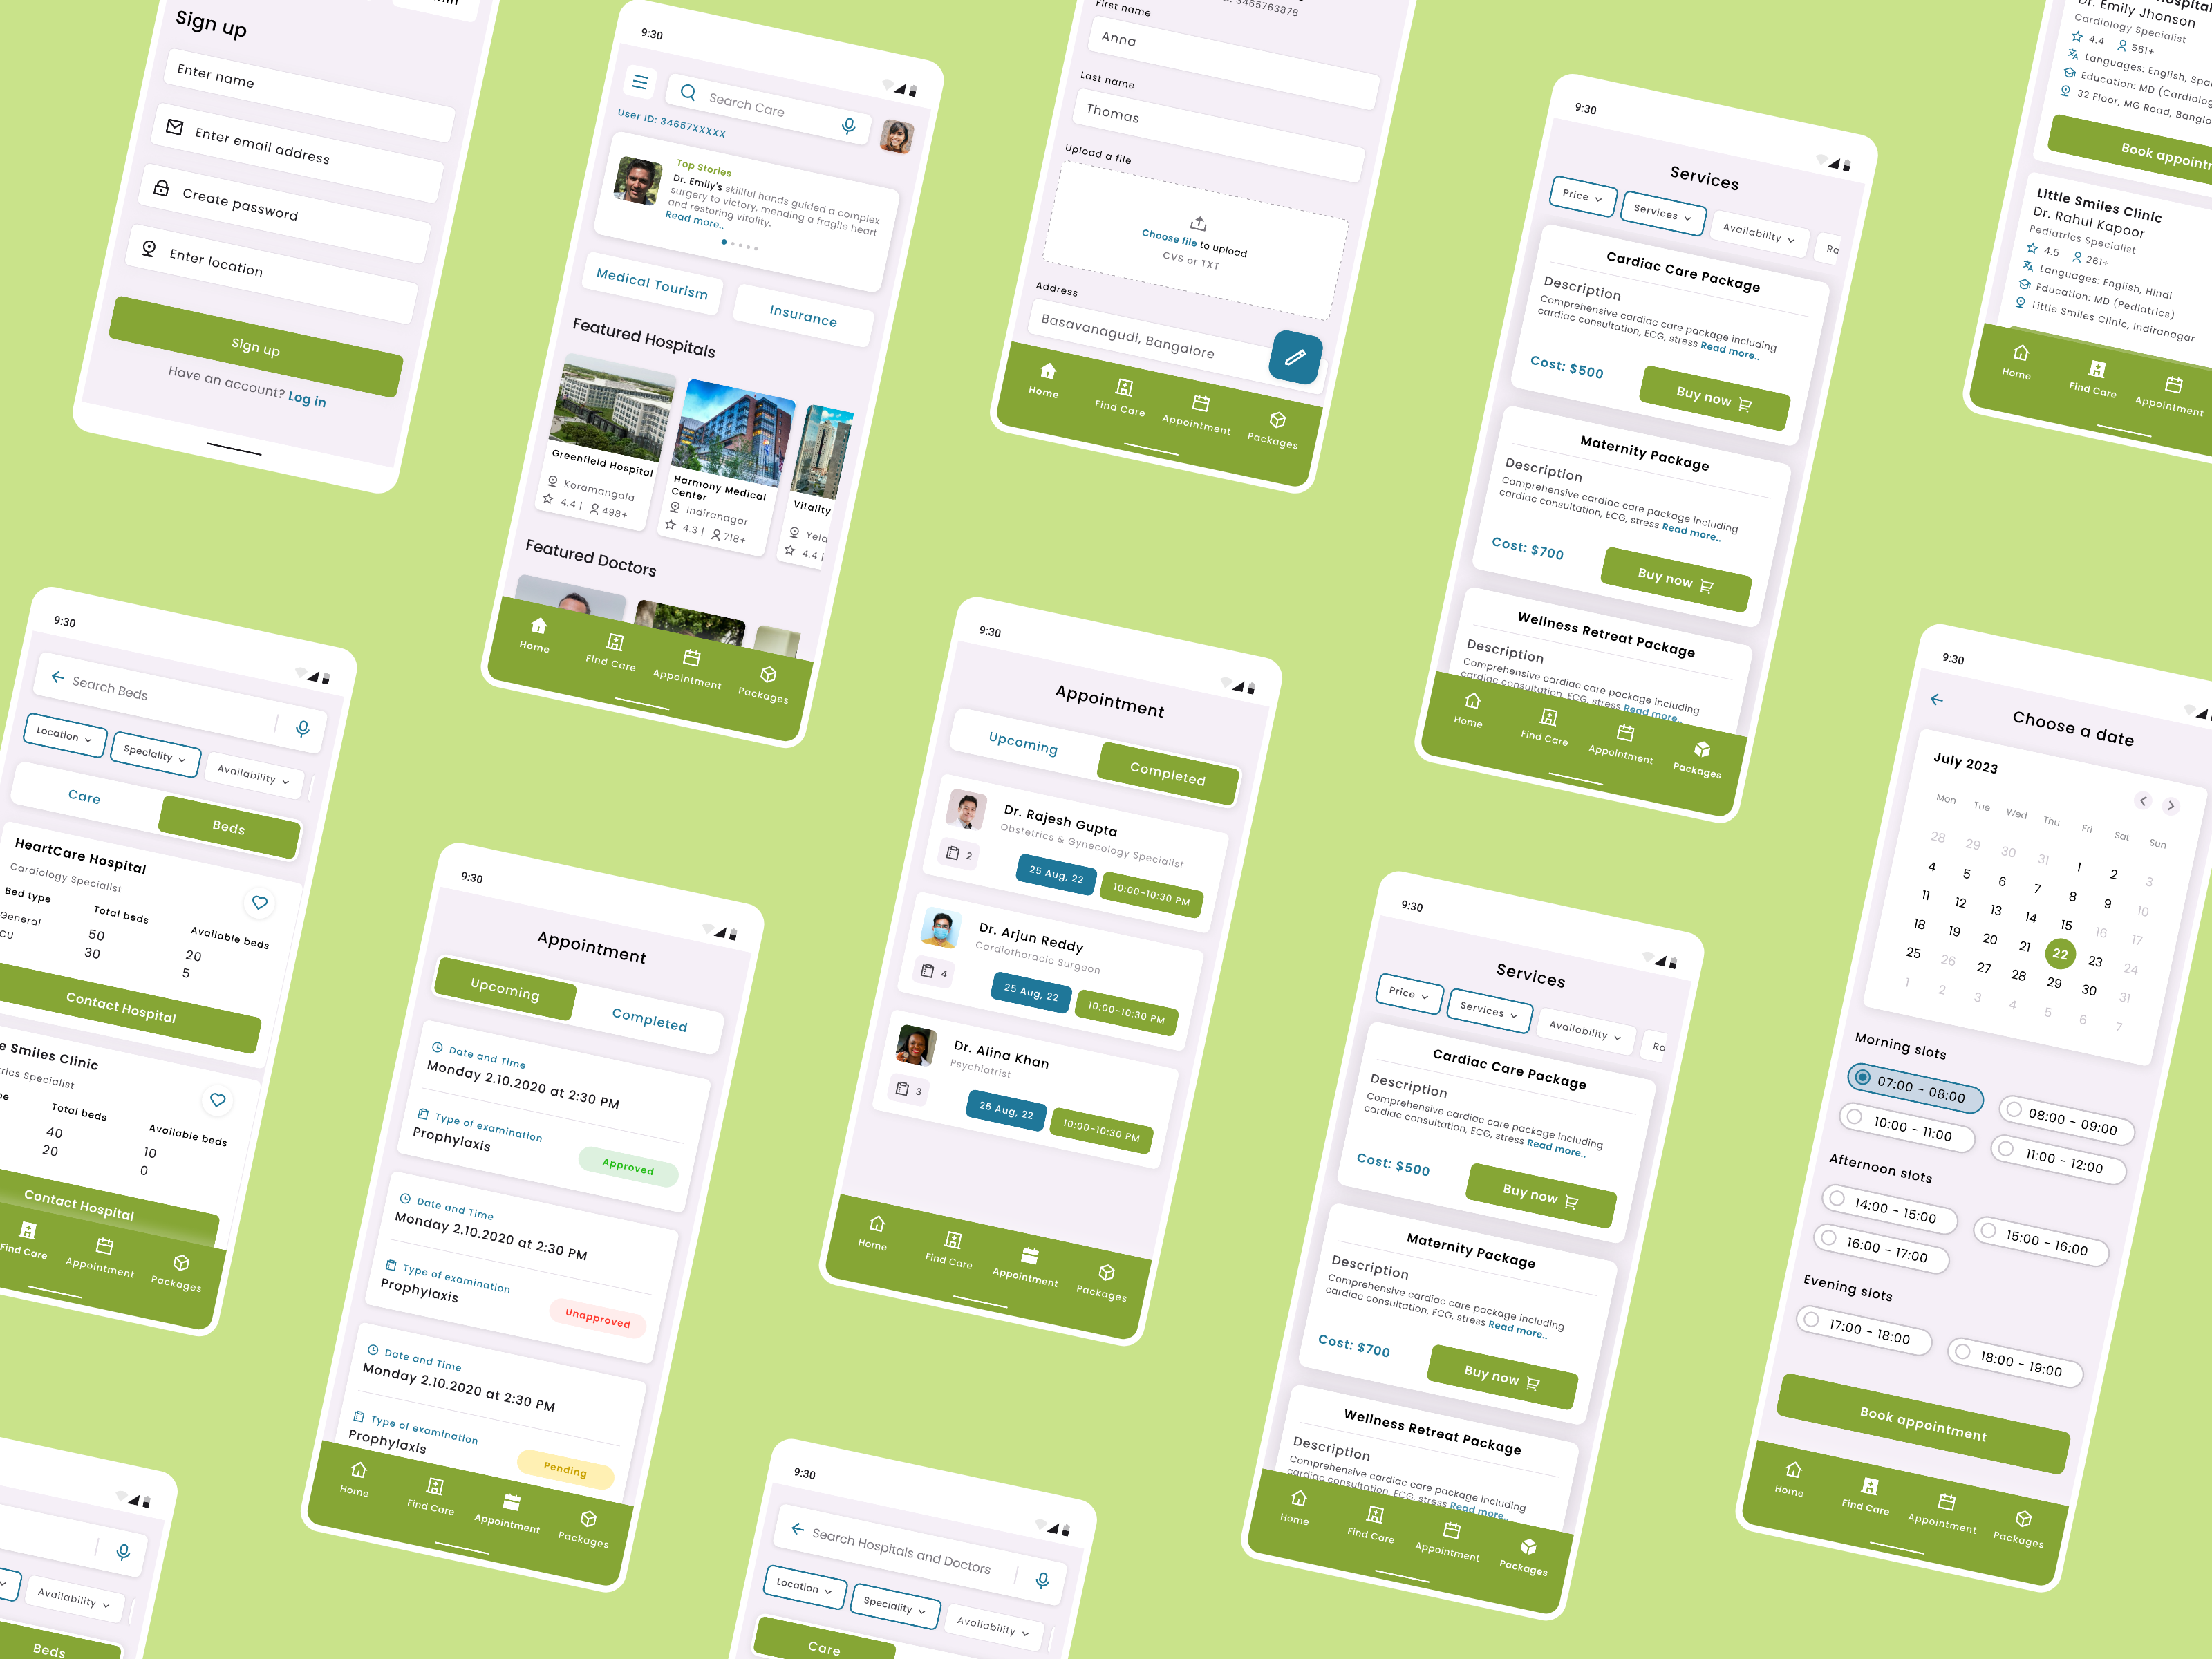 Sign up
Enter name
Enter email address
Create password
Enter location
Sign up
Have an account? Log in
9:30
Search Care
User ID: 34657XXXXX
Top Stories
Dr. Emily's skillful hands guided a complex
surgery to victory, mending a fragile heart
and restoring vitality.
Read more..
Medical Tourism
Insurance
Featured Hospitals
Greenfield Hospital
Koramangala
4.4 | 498+
Harmony Medical
Center
Indiranagar
4.3 | 718+
Vitality
Yela
4.4 |
Featured Doctors
Home
Find Care
Appointment
Packages
3465763878
First name
Anna
Last name
Thomas
Upload a file
Choose file to upload
CVS or TXT
Address
Basavanagudi, Bangalore
Home
Find Care
Appointment
Packages
9:30
Services
Price
Services
Availability
Ra
Cardiac Care Package
Description
Comprehensive cardiac care package including
cardiac consultation, ECG, stress Read more..
Cost: $500
Buy now
Maternity Package
Description
Comprehensive cardiac care package including
cardiac consultation, ECG, stress Read more..
Cost: $700
Buy now
Wellness Retreat Package
Description
Comprehensive cardiac care package including
cardiac consultation, ECG, stress Read more..
Home
Find Care
Appointment
Packages
Dr. Emily Jhonson
Cardiology Specialist
4.4 561+
Languages: English, Spa
Education: MD (Cardiolog
32 Floor, MG Road, Banglo
Book appointm
Little Smiles Clinic
Dr. Rahul Kapoor
Pediatrics Specialist
4.5 261+
Languages: English, Hindi
Education: MD (Pediatrics)
Little Smiles Clinic, Indiranagar
Home
Find Care
Appointment
9:30
Search Beds
Location
Speciality
Availability
Care
Beds
HeartCare Hospital
Cardiology Specialist
Bed type
Total beds
Available beds
General
50
20
CU
30
5
Contact Hospital
e Smiles Clinic
rics Specialist
pe
Total beds
Available beds
40
10
20
0
Contact Hospital
Find Care
Appointment
Packages
9:30
Appointment
Upcoming
Completed
Date and Time
Monday 2.10.2020 at 2:30 PM
Type of examination
Prophylaxis
Approved
Date and Time
Monday 2.10.2020 at 2:30 PM
Type of examination
Prophylaxis
Unapproved
Date and Time
Monday 2.10.2020 at 2:30 PM
Type of examination
Prophylaxis
Pending
Home
Find Care
Appointment
Packages
9:30
Appointment
Upcoming
Completed
Dr. Rajesh Gupta
Obstetrics & Gynecology Specialist
2
25 Aug, 22
10:00-10:30 PM
Dr. Arjun Reddy
Cardiothoracic Surgeon
4
25 Aug, 22
10:00-10:30 PM
Dr. Alina Khan
Psychiatrist
3
25 Aug, 22
10:00-10:30 PM
Home
Find Care
Appointment
Packages
9:30
Services
Price
Services
Availability
Ra
Cardiac Care Package
Description
Comprehensive cardiac care package including
cardiac consultation, ECG, stress Read more..
Cost: $500
Buy now
Maternity Package
Description
Comprehensive cardiac care package including
cardiac consultation, ECG, stress Read more..
Cost: $700
Buy now
Wellness Retreat Package
Description
Comprehensive cardiac care package including
cardiac consultation, ECG, stress Read more..
Home
Find Care
Appointment
Packages
9:30
Choose a date
July 2023
Mon Tue Wed Thu Fri Sat Sun
28 29 30 31 1 2 3
4 5 6 7 8 9 10
11 12 13 14 15 16 17
18 19 20 21 22 23 24
25 26 27 28 29 30 31
1 2 3 4 5 6 7
Morning slots
07:00 - 08:00
08:00 - 09:00
10:00 - 11:00
11:00 - 12:00
Afternoon slots
14:00 - 15:00
15:00 - 16:00
16:00 - 17:00
Evening slots
17:00 - 18:00
18:00 - 19:00
Book appointment
Home
Find Care
Appointment
Packages
Availability
Beds
9:30
Search Hospitals and Doctors
Location
Speciality
Availability
Care